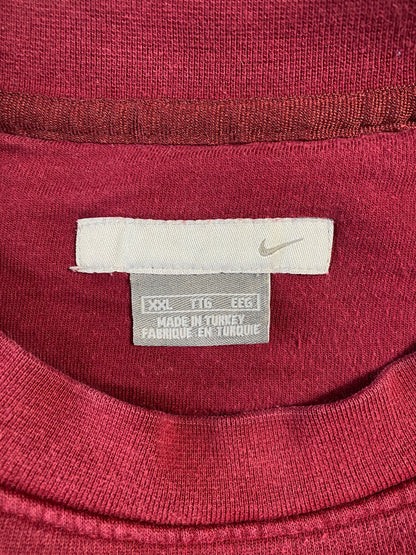 XXL TTG EEG
MADE IN TURKEY
FABRIQUE EN TURQUIE